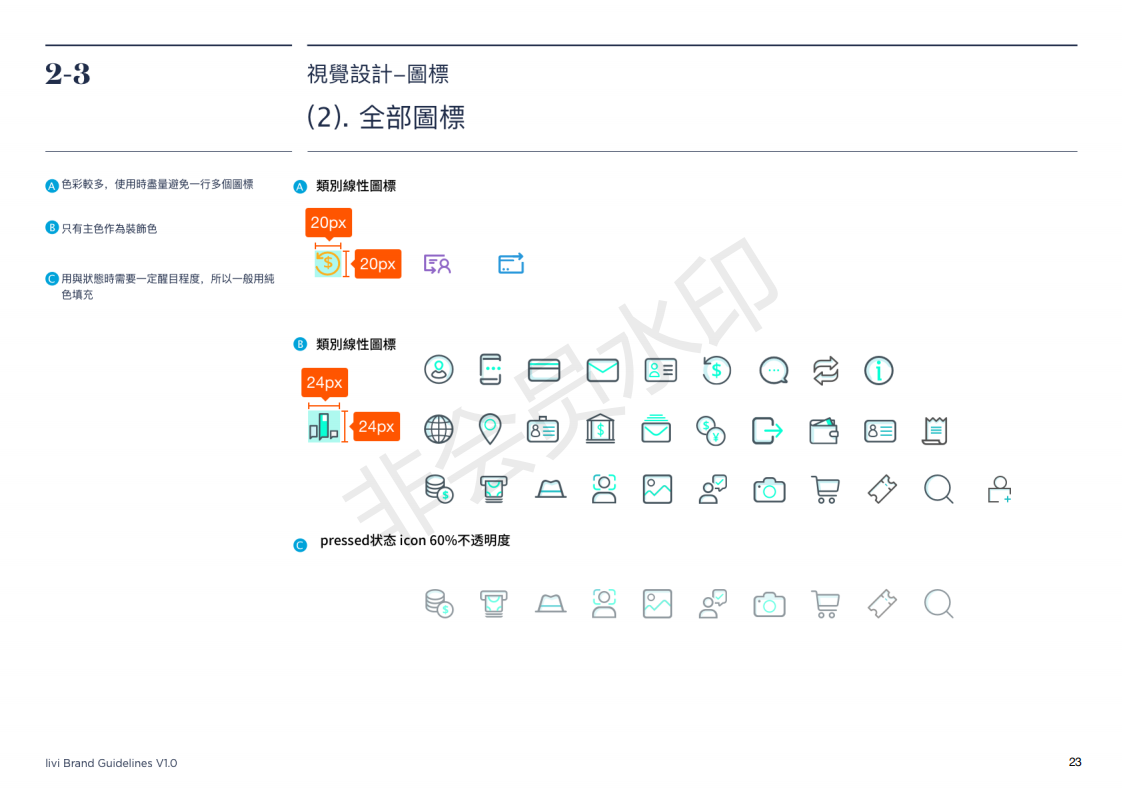 2-3
視覺設計–圖標
(2). 全部圖標
A 色彩較多，使用時盡量避免一行多個圖標
B 只有主色作為裝飾色
C 用與狀態時需要一定醒目程度，所以一般用純
色填充
A 類別線性圖標
20px
20px
B 類別線性圖標
24px
24px
C pressed状态 icon 60%不透明度
非会员水印
livi Brand Guidelines V1.0
23